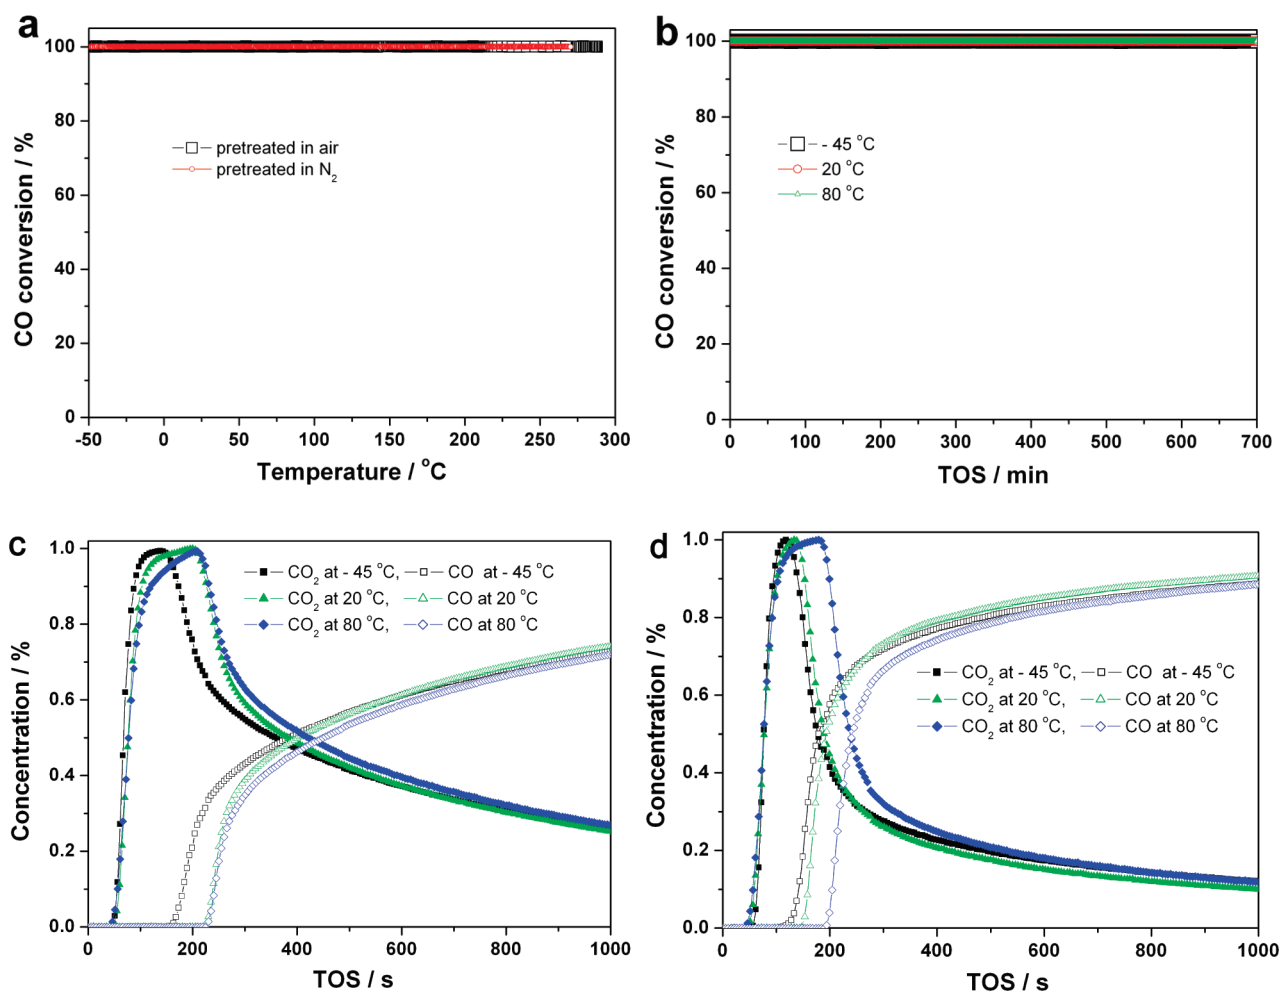 a
CO conversion / %
100
80
60
40
20
0
pretreated in air
pretreated in N2
-50 0 50 100 150 200 250 300
Temperature / °C
b
CO conversion / %
100
80
60
40
20
0
- 45 °C
20 °C
80 °C
0 100 200 300 400 500 600 700
TOS / min
c
Concentration / %
1.0
0.8
0.6
0.4
0.2
0.0
CO2 at - 45 °C, CO at - 45 °C
CO2 at 20 °C, CO at 20 °C
CO2 at 80 °C, CO at 80 °C
0 200 400 600 800 1000
TOS / s
d
Concentration / %
1.0
0.8
0.6
0.4
0.2
0.0
CO2 at - 45 °C, CO at - 45 °C
CO2 at 20 °C, CO at 20 °C
CO2 at 80 °C, CO at 80 °C
0 200 400 600 800 1000
TOS / s